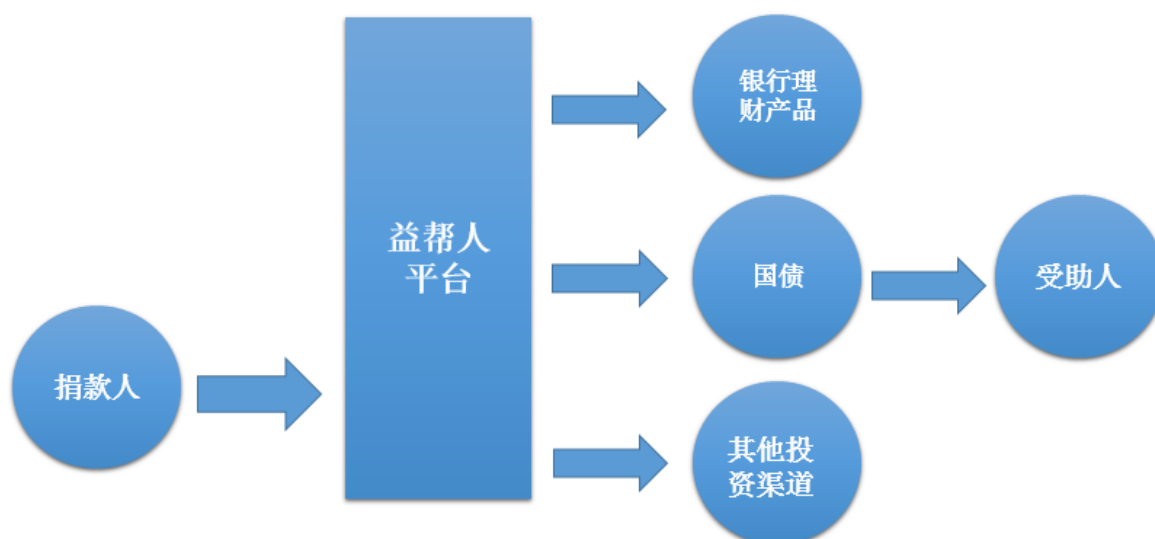 银行理
财产品
益帮人
平台
国债
受助人
捐款人
其他投
资渠道